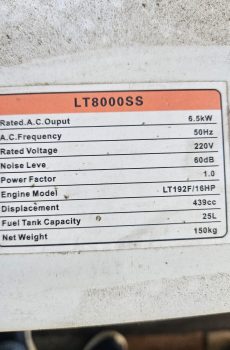 LT8000SS
Rated A.C. Ouput 6.5kW
A.C.Frequency 50Hz
Rated Voltage 220V
Noise Leve 60dB
Power Factor 1.0
Engine Model LT192F/16HP
Displacement 439cc
Fuel Tank Capacity 25L
Net Weight 150kg